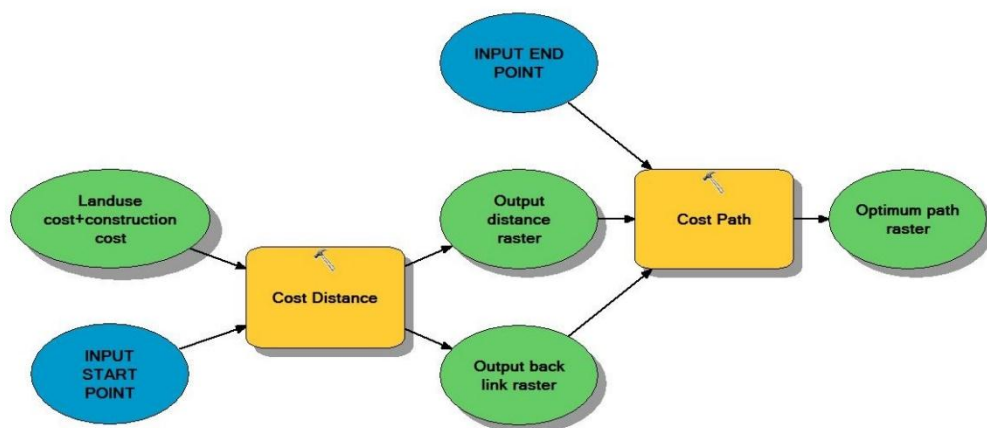 INPUT END
POINT
Landuse
cost+construction
cost
Output
distance
raster
Cost Path
Optimum path
raster
Cost Distance
INPUT
START
POINT
Output back
link raster